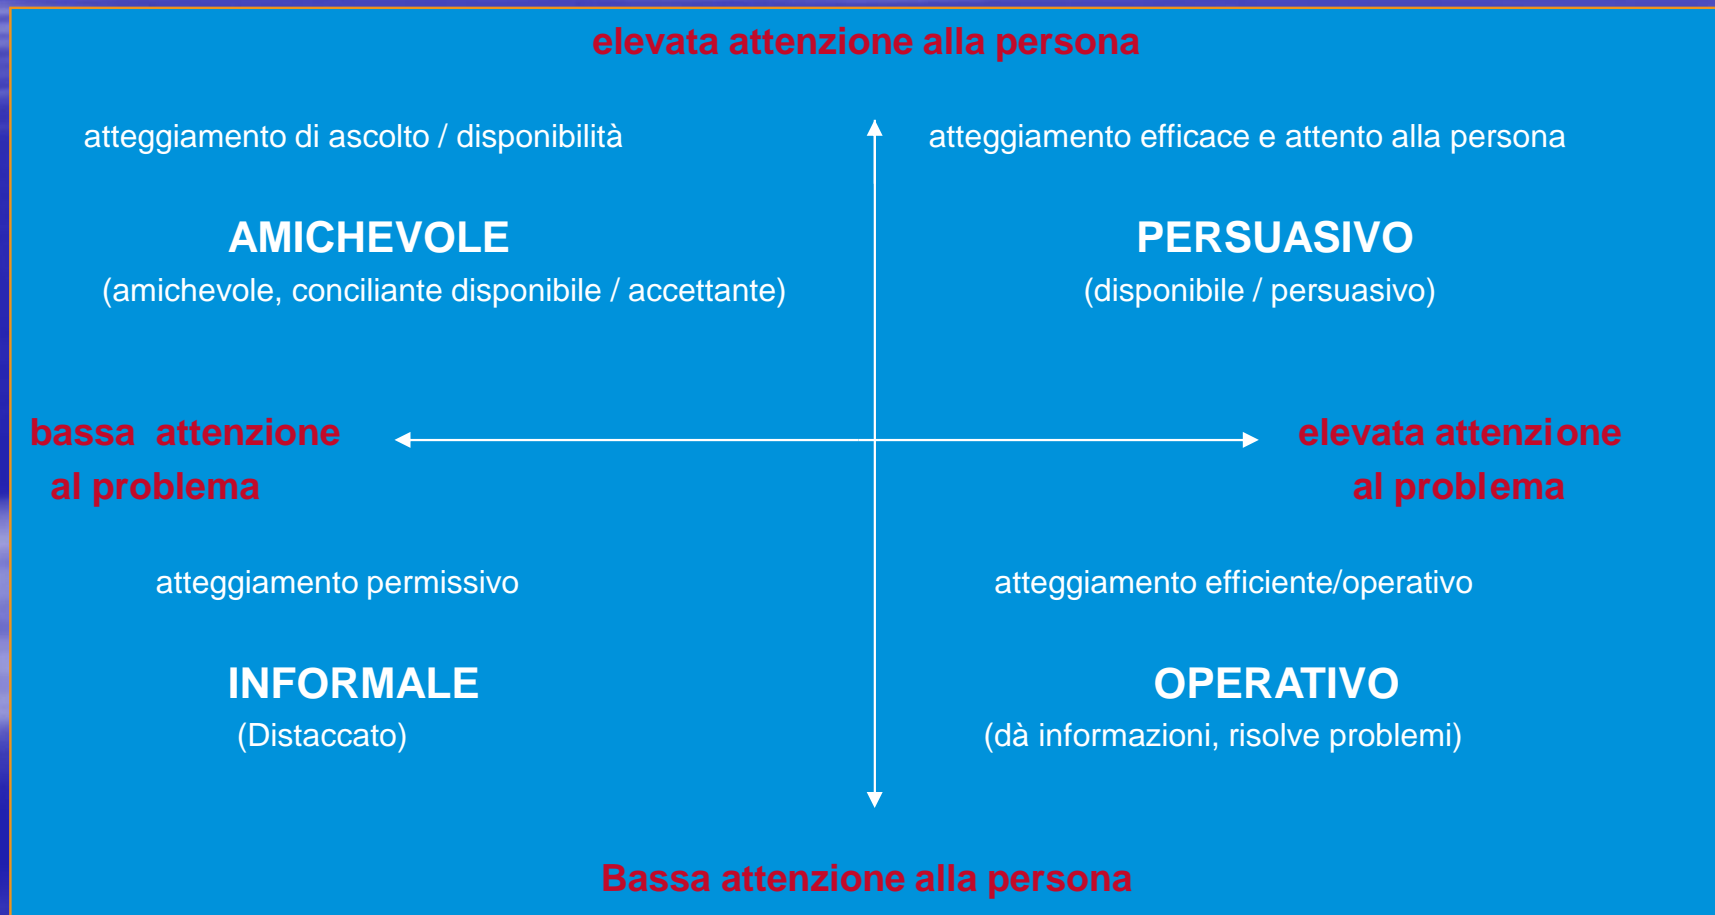 elevata attenzione alla persona
atteggiamento di ascolto / disponibilità
atteggiamento efficace e attento alla persona
AMICHEVOLE
PERSUASIVO
(amichevole, conciliante disponibile / accettante)
(disponibile / persuasivo)
bassa attenzione
al problema
elevata attenzione
al problema
atteggiamento permissivo
atteggiamento efficiente/operativo
INFORMALE
OPERATIVO
(Distaccato)
(dà informazioni, risolve problemi)
Bassa attenzione alla persona